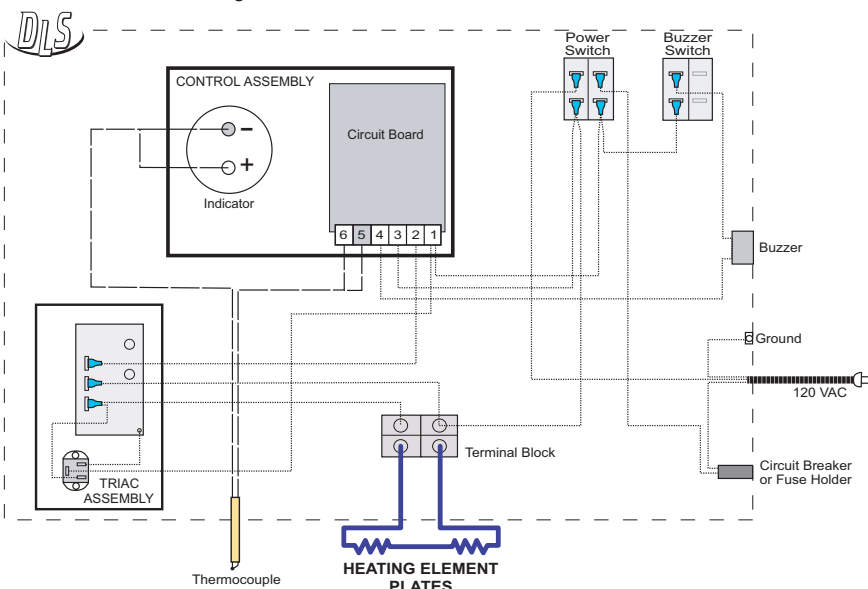 DLS
Power
Switch
Buzzer
Switch
CONTROL ASSEMBLY
Circuit Board
−
+
Indicator
6 5 4 3 2 1
Buzzer
Ground
120 VAC
Terminal Block
Circuit Breaker
or Fuse Holder
TRIAC
ASSEMBLY
Thermocouple
HEATING ELEMENT
PLATES